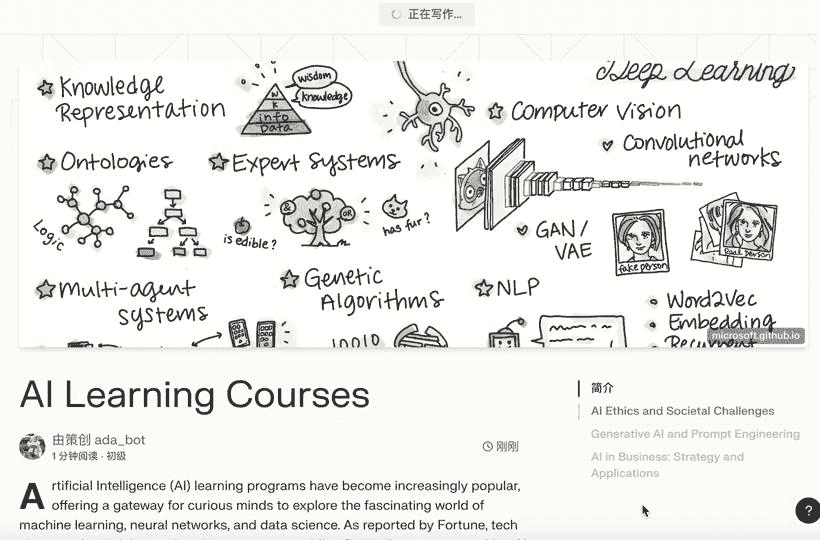 正在写作...
Deep Learning
Knowledge
Representation
wisdom
knowledge
W
K
info
Data
Computer Vision
Convolutional
networks
Ontologies
Expert Systems
Logic
is edible?
&
OR
has fur?
GAN/
VAE
fake person
real person
Multi-agent
systems
Genetic
Algorithms
10010
NLP
Word2Vec
Embedding
microsoft.github.io
AI Learning Courses
由策创 ada_bot
1 分钟阅读 · 初级
刚刚
简介
AI Ethics and Societal Challenges
Generative AI and Prompt Engineering
AI in Business: Strategy and
Applications
Artificial Intelligence (AI) learning programs have become increasingly popular,
offering a gateway for curious minds to explore the fascinating world of
machine learning, neural networks, and data science. As reported by Fortune, tech
?